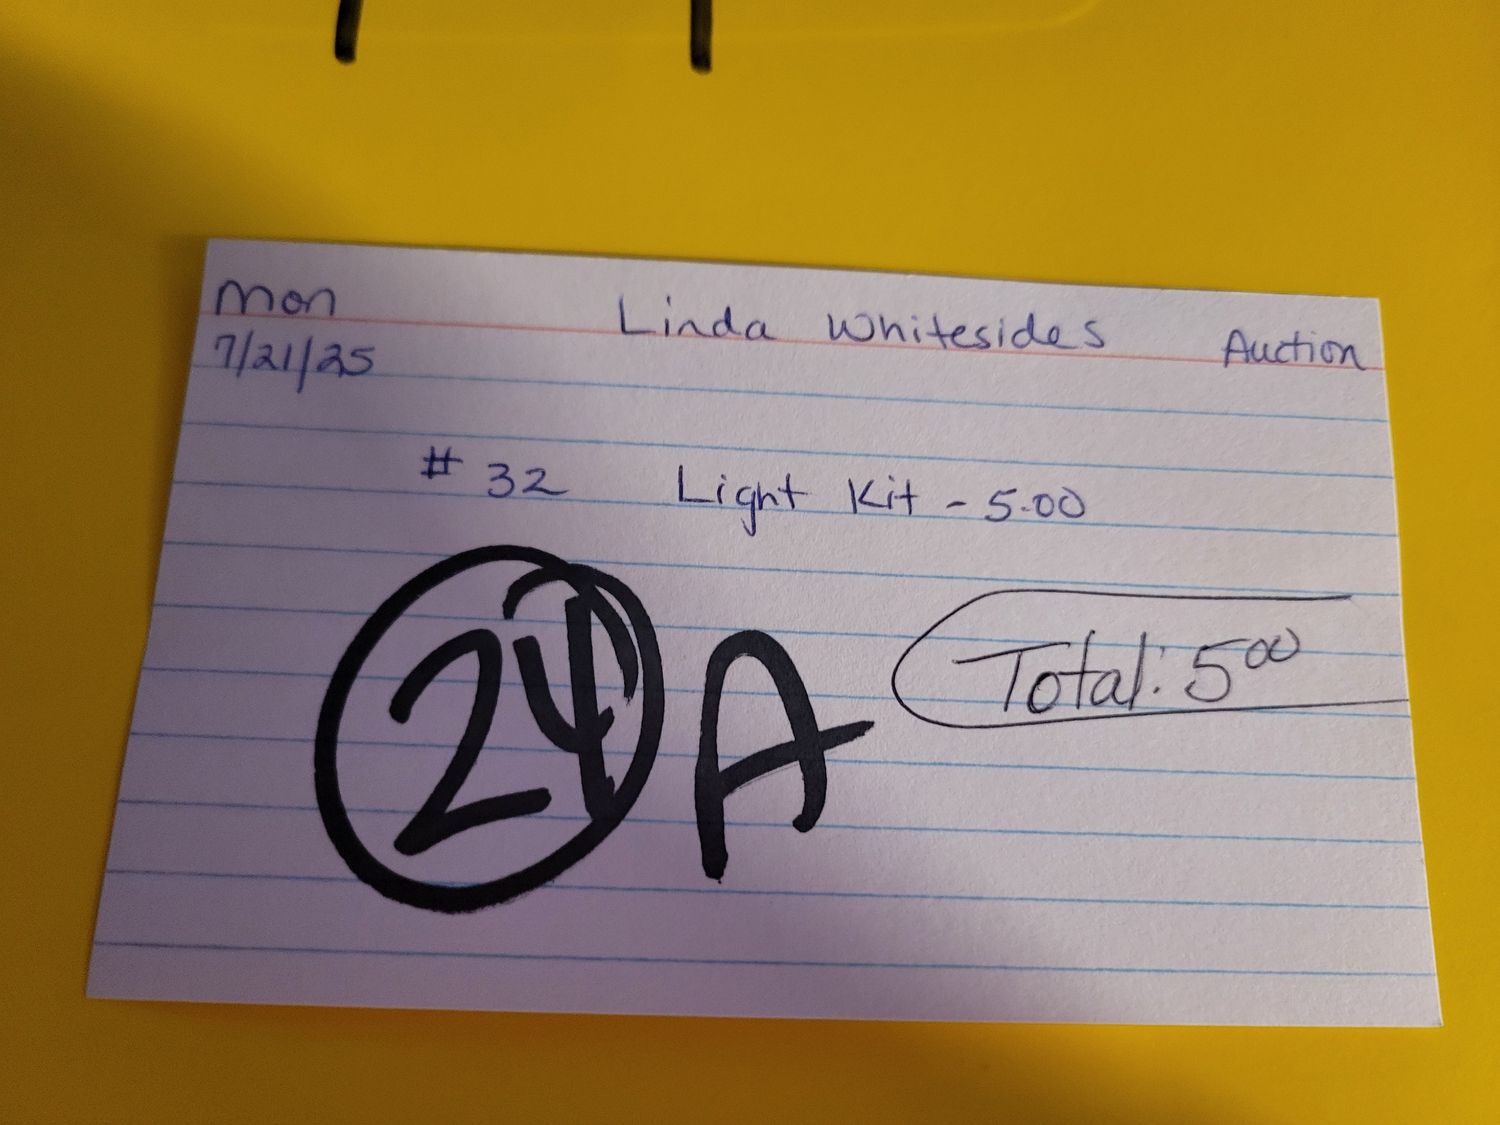 Mon Linda Whitesides Auction
7/21/25
# 32 Light Kit - 5.00
Total: 5 00
24 A